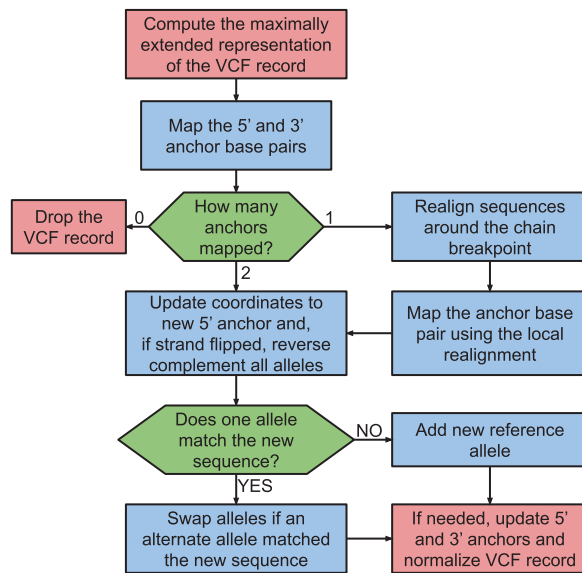 Compute the maximally
extended representation
of the VCF record
Map the 5’ and 3’
anchor base pairs
How many
anchors mapped?
0
Drop the
VCF record
1
Realign sequences
around the chain
breakpoint
Map the anchor base
pair using the local
realignment
2
Update coordinates to
new 5’ anchor and,
if strand flipped, reverse
complement all alleles
Does one allele
match the new
sequence?
NO
Add new reference
allele
YES
Swap alleles if an
alternate allele matched
the new sequence
If needed, update 5’
and 3’ anchors and
normalize VCF record